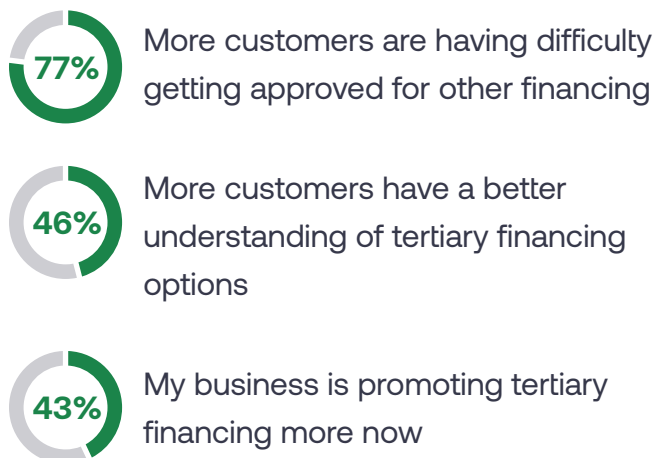 77%
More customers are having difficulty
getting approved for other financing
46%
More customers have a better
understanding of tertiary financing
options
43%
My business is promoting tertiary
financing more now